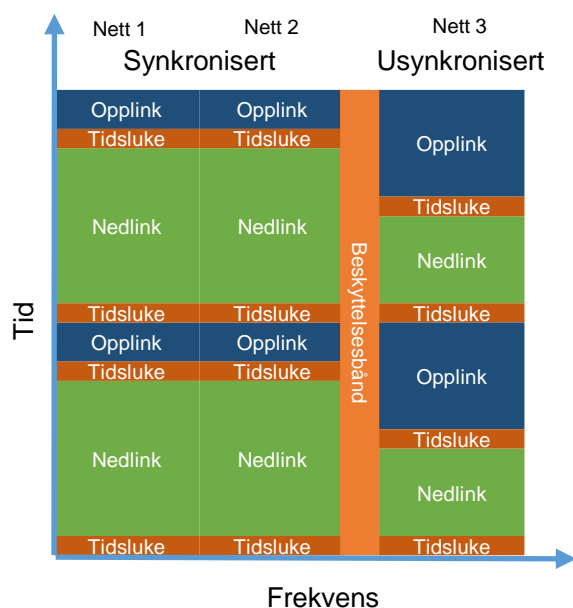 Nett 1
Nett 2
Nett 3
Synkronisert
Usynkronisert
Opplink
Opplink
Opplink
Tidsluke
Tidsluke
Tidsluke
Nedlink
Nedlink
Nedlink
Tidsluke
Tidsluke
Tidsluke
Opplink
Opplink
Opplink
Tidsluke
Tidsluke
Tidsluke
Nedlink
Nedlink
Nedlink
Tidsluke
Tidsluke
Tidsluke
Beskyttelsesbånd
Tid
Frekvens